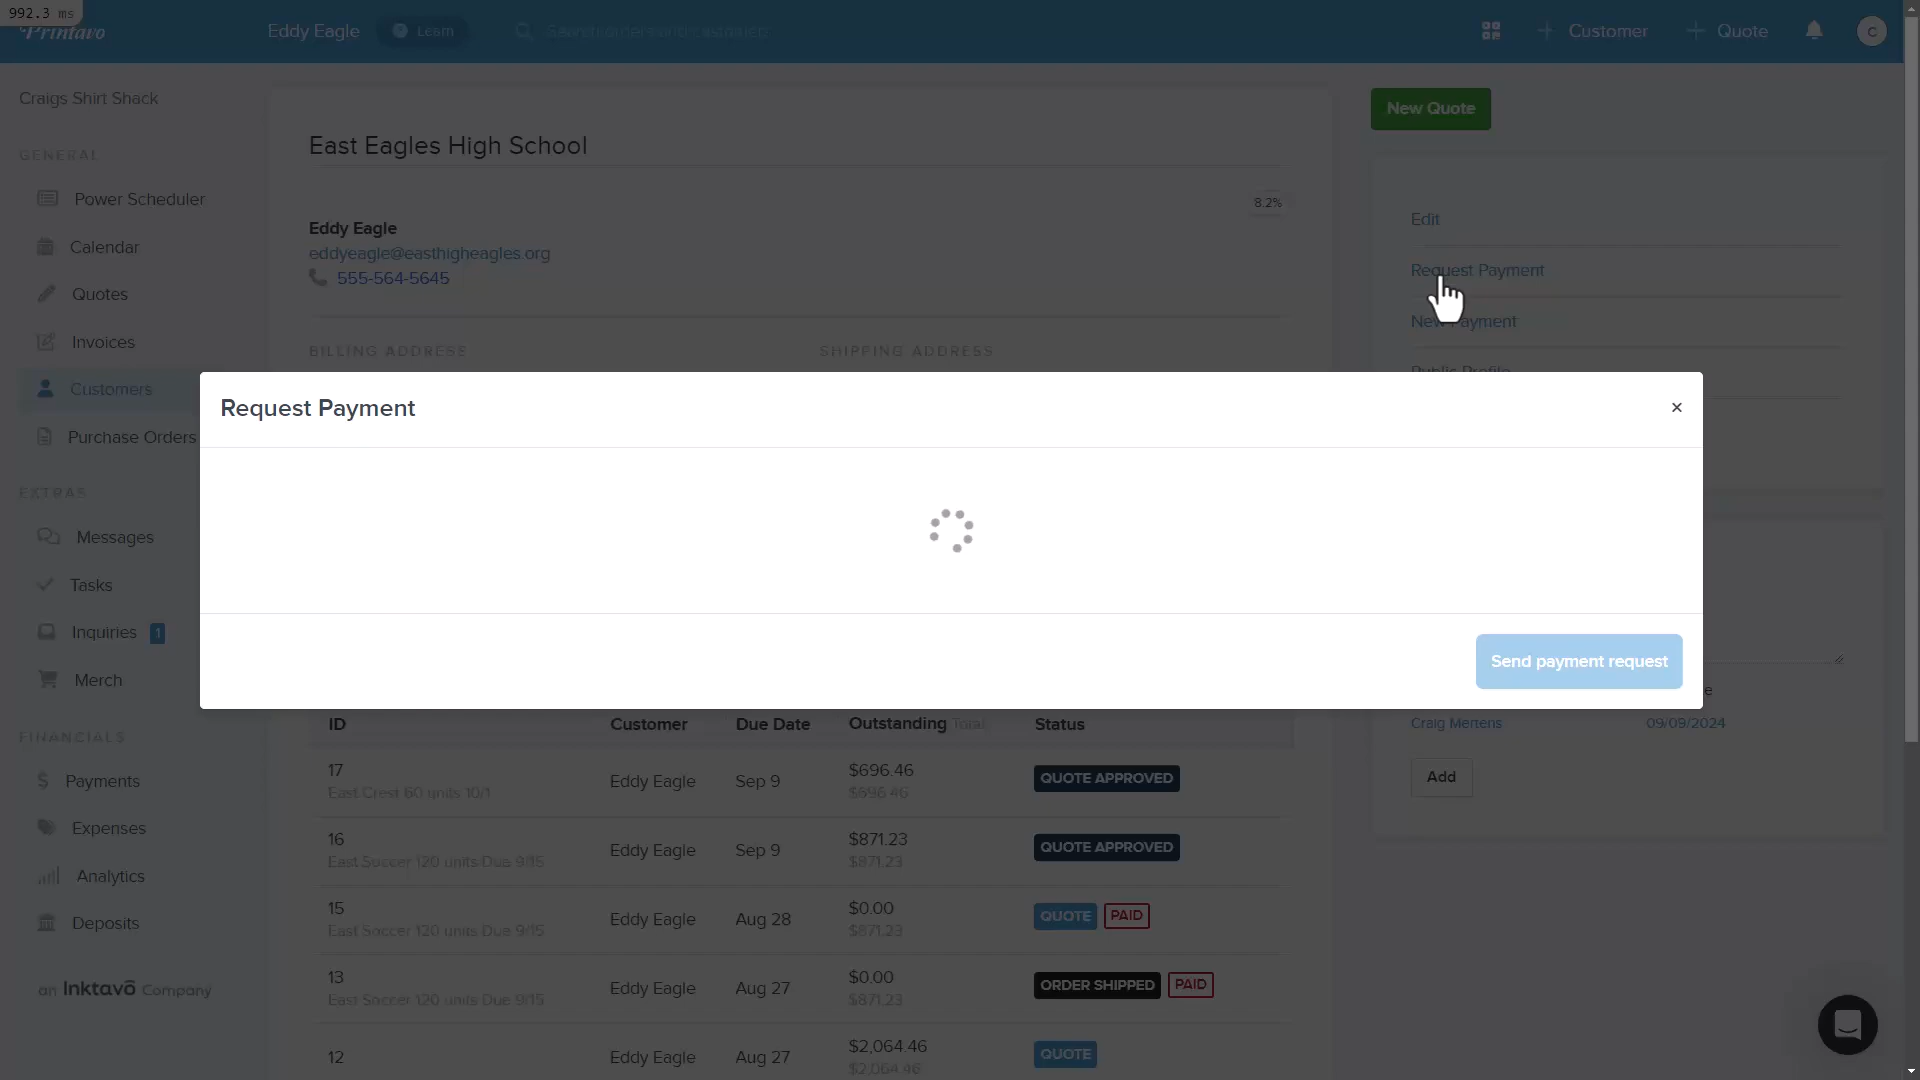 992.3 ms
Printavo
Eddy Eagle
Learn
Customer
Quote
C
Craigs Shirt Shack
New Quote
GENERAL
East Eagles High School
Power Scheduler
8.2%
Edit
Eddy Eagle
Calendar
eddyeagle@easthigheagles.org
555-564-5645
Request Payment
Quotes
New Payment
Invoices
BILLING ADDRESS
SHIPPING ADDRESS
Public Profile
Customers
Request Payment
×
Purchase Orders
EXTRAS
Messages
Tasks
Inquiries 1
Send payment request
Merch
ID Customer Due Date Outstanding Total Status
Craig Mertens 09/09/2024
FINANCIALS
17 Eddy Eagle Sep 9 $696.46 QUOTE APPROVED
East Crest 60 units 10/1 $696.46
Add
Payments
Expenses
16 Eddy Eagle Sep 9 $871.23 QUOTE APPROVED
East Soccer 120 units Due 9/15 $871.23
Analytics
15 Eddy Eagle Aug 28 $0.00 QUOTE PAID
East Soccer 120 units Due 9/15 $871.23
Deposits
13 Eddy Eagle Aug 27 $0.00 ORDER SHIPPED PAID
East Soccer 120 units Due 9/15 $871.23
an Inktavo Company
12 Eddy Eagle Aug 27 $2,064.46 QUOTE
$2,064.46